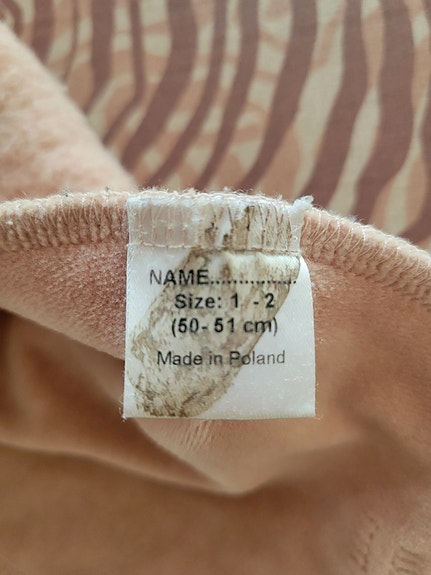 NAME................
Size: 1 - 2
(50- 51 cm)
Made in Poland